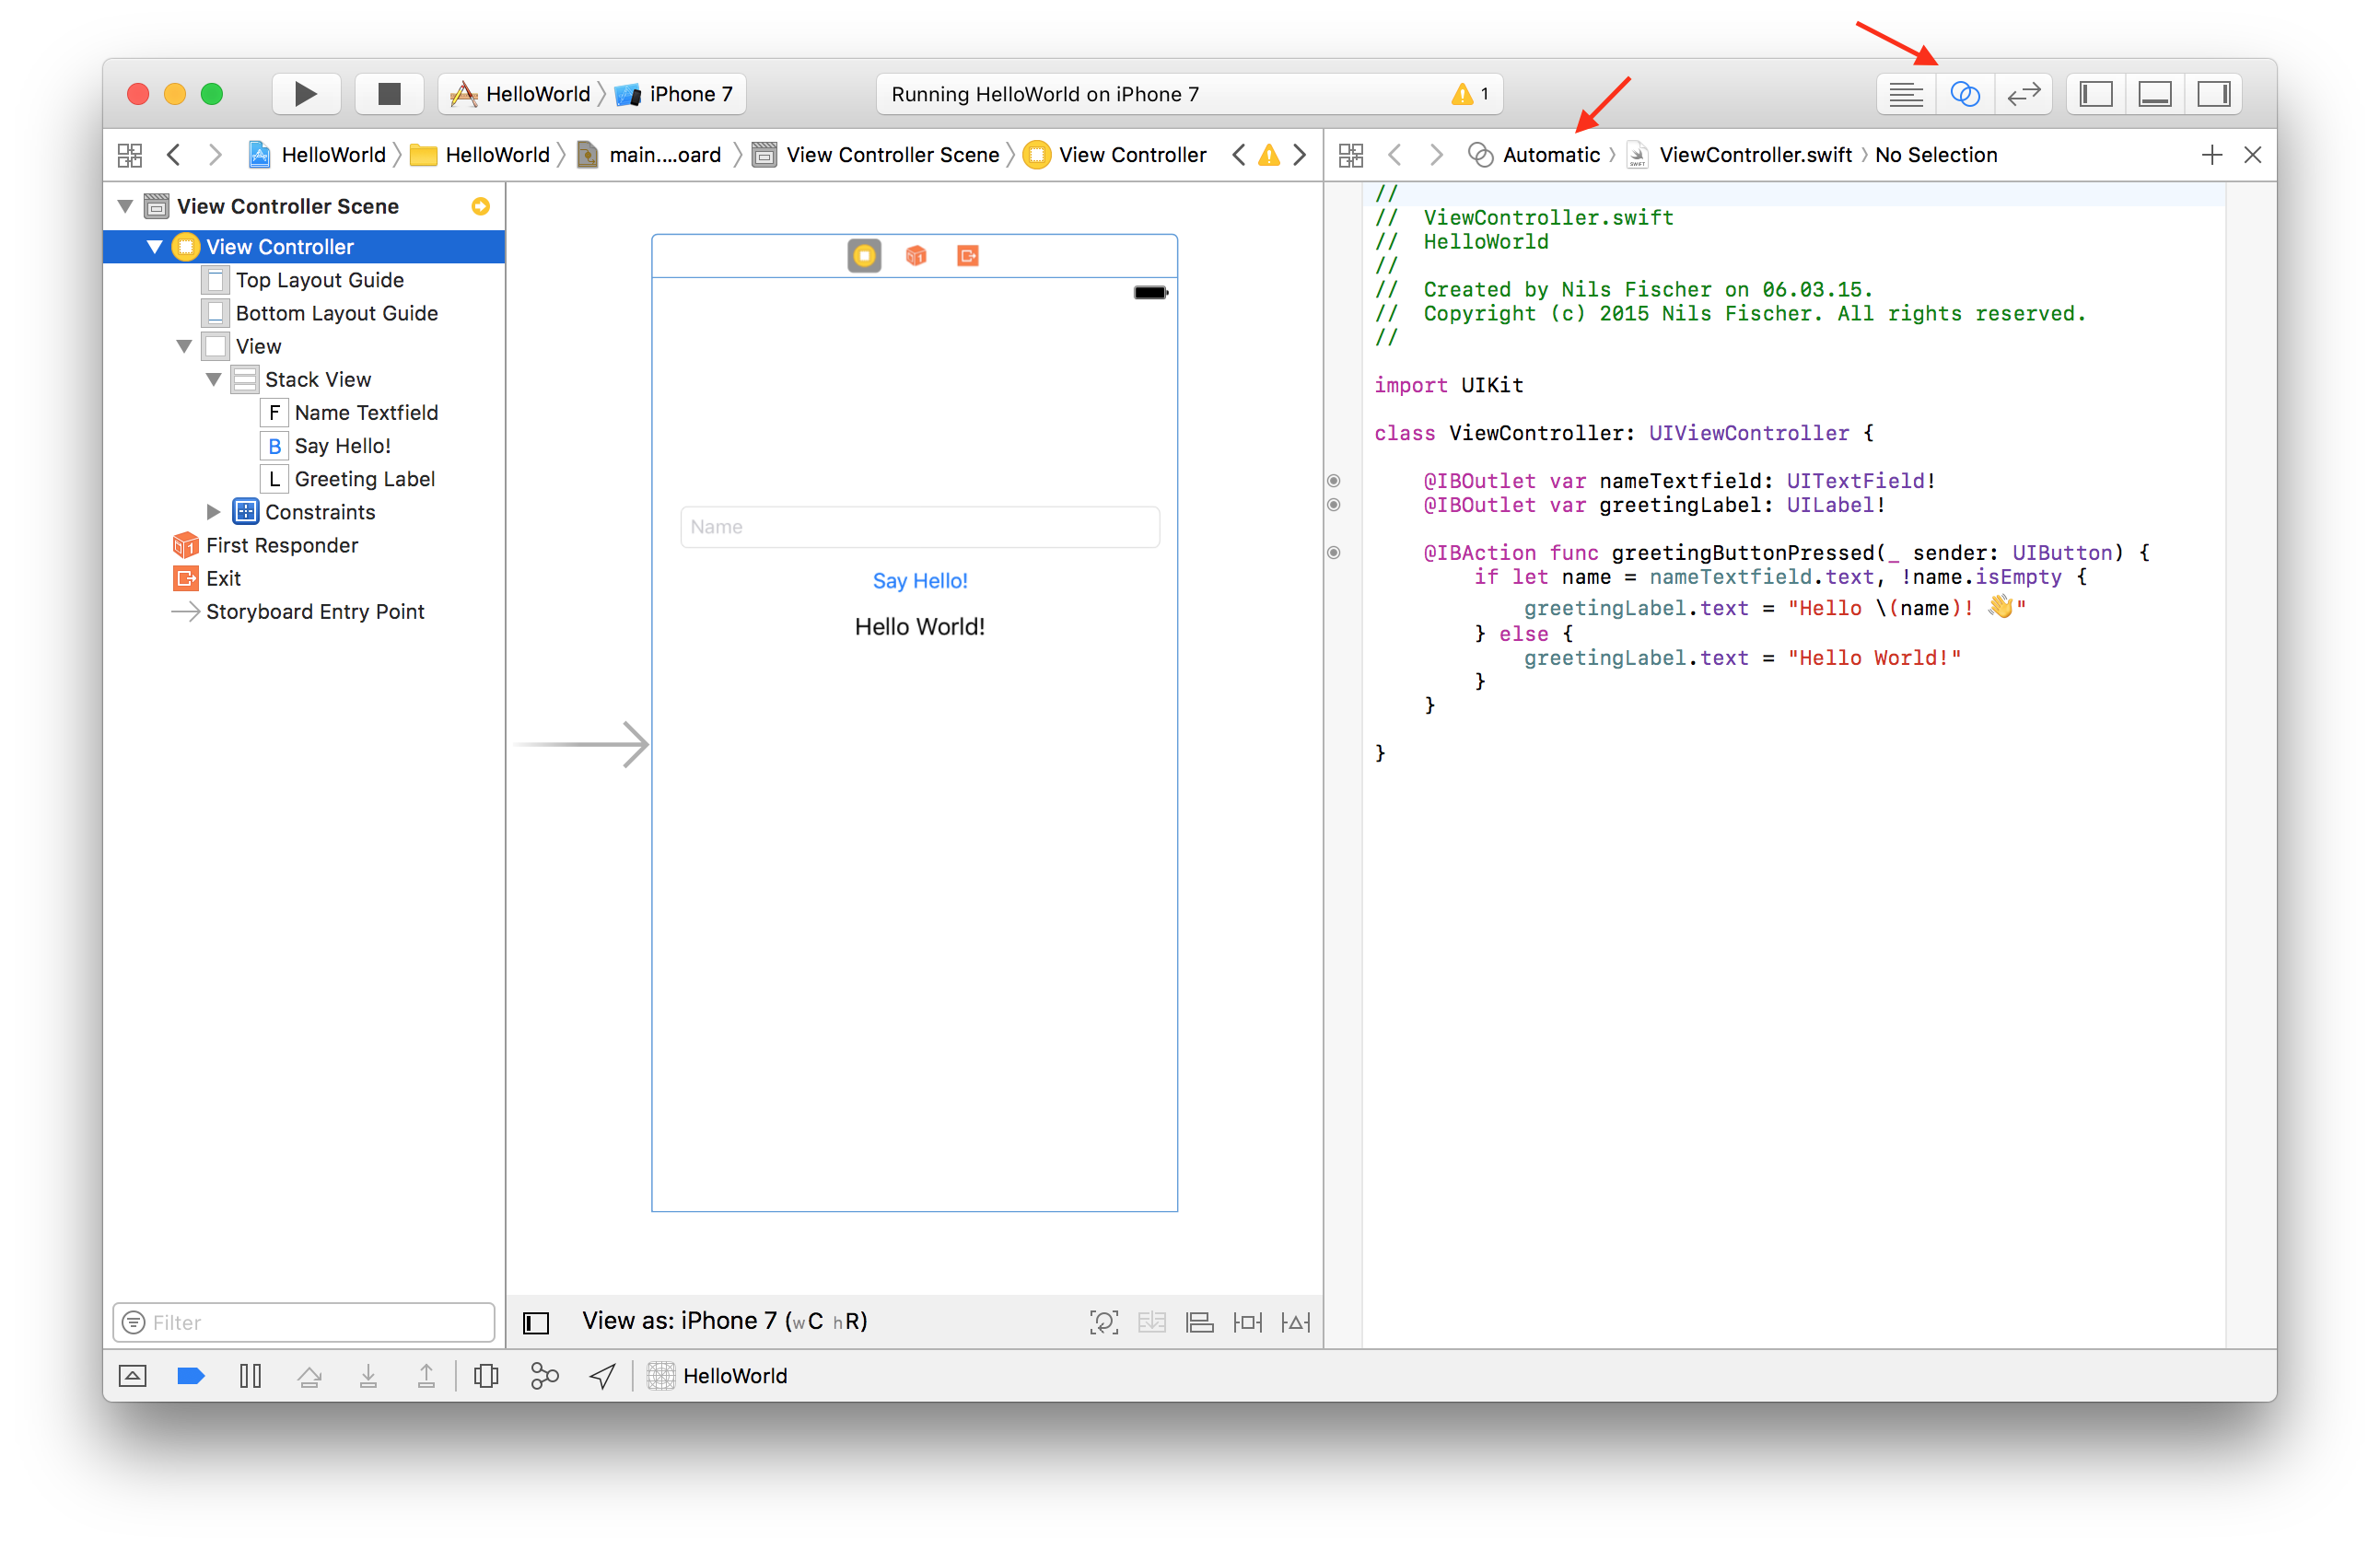 HelloWorld iPhone 7
Running HelloWorld on iPhone 7
1
HelloWorld HelloWorld main....oard View Controller Scene View Controller
Automatic ViewController.swift No Selection
View Controller Scene
View Controller
Top Layout Guide
Bottom Layout Guide
View
Stack View
F Name Textfield
B Say Hello!
L Greeting Label
Constraints
First Responder
Exit
Storyboard Entry Point
Filter
Name
Say Hello!
Hello World!
View as: iPhone 7 (wC hR)
//
//  ViewController.swift
//  HelloWorld
//
//  Created by Nils Fischer on 06.03.15.
//  Copyright (c) 2015 Nils Fischer. All rights reserved.
//
import UIKit
class ViewController: UIViewController {
@IBOutlet var nameTextfield: UITextField!
@IBOutlet var greetingLabel: UILabel!
@IBAction func greetingButtonPressed(_ sender: UIButton) {
if let name = nameTextfield.text, !name.isEmpty {
greetingLabel.text = "Hello \(name)! 👋"
} else {
greetingLabel.text = "Hello World!"
}
}
}
HelloWorld